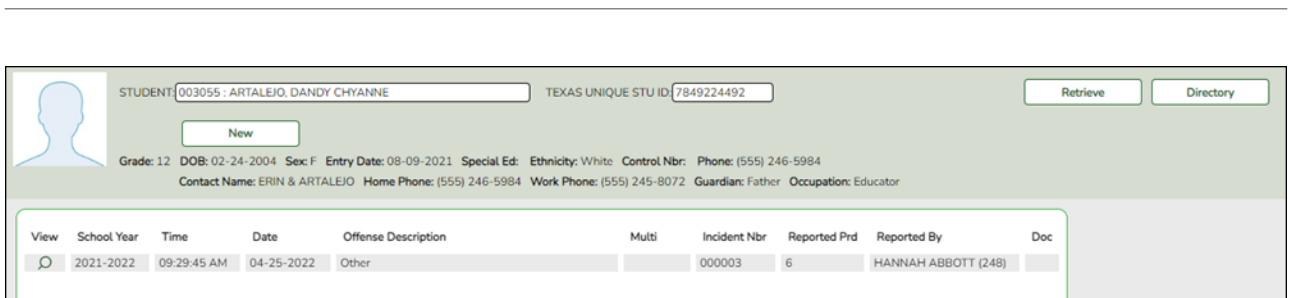 STUDENT: 003055 : ARTALEJO, DANDY CHYANNE TEXAS UNIQUE STU ID: 7849224492 Retrieve Directory
New
Grade: 12 DOB: 02-24-2004 Sex: F Entry Date: 08-09-2021 Special Ed: Ethnicity: White Control Nbr: Phone: (555) 246-5984
Contact Name: ERIN & ARTALEJO Home Phone: (555) 246-5984 Work Phone: (555) 245-8072 Guardian: Father Occupation: Educator
View School Year Time Date Offense Description Multi Incident Nbr Reported Prd Reported By Doc
2021-2022 09:29:45 AM 04-25-2022 Other 000003 6 HANNAH ABBOTT (248)